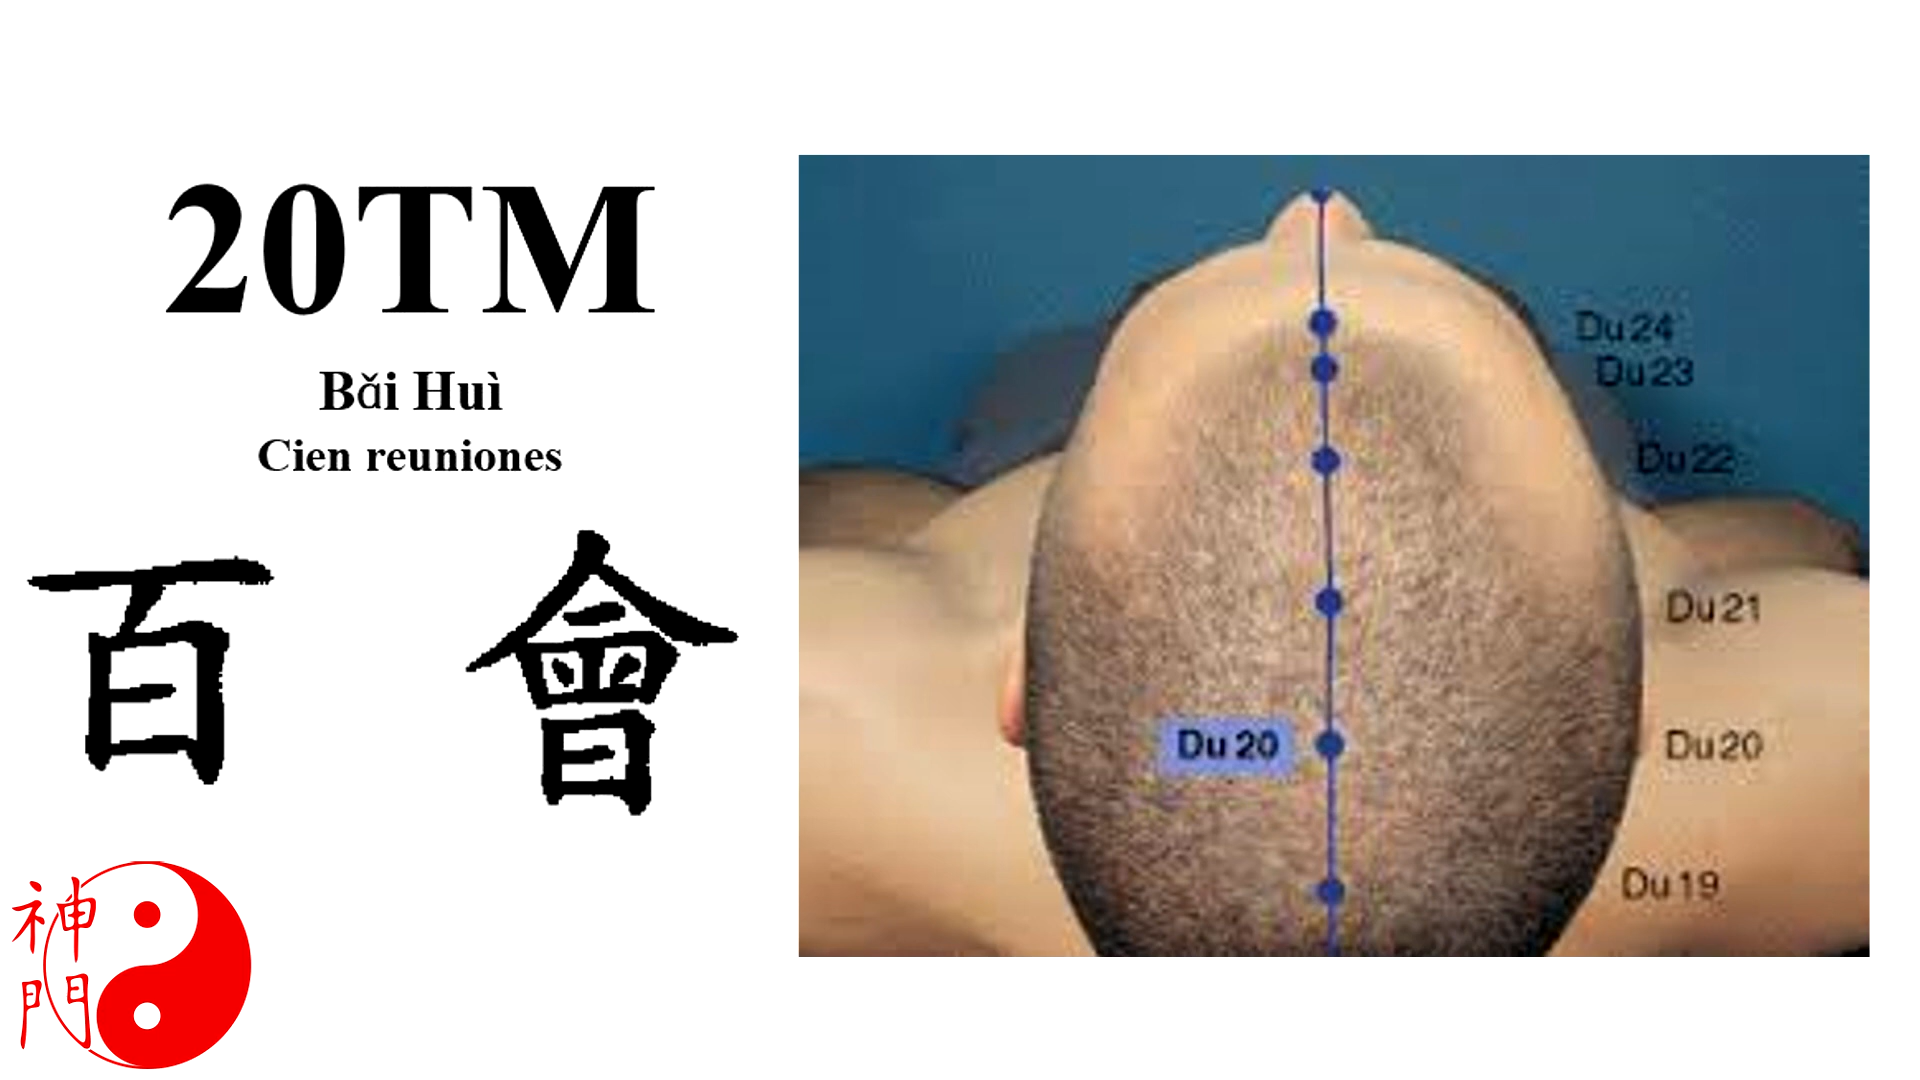 20TM
Bǎi Huì
Cien reuniones
百 會
神門
Du 24
Du 23
Du 22
Du 21
Du 20
Du 20
Du 19